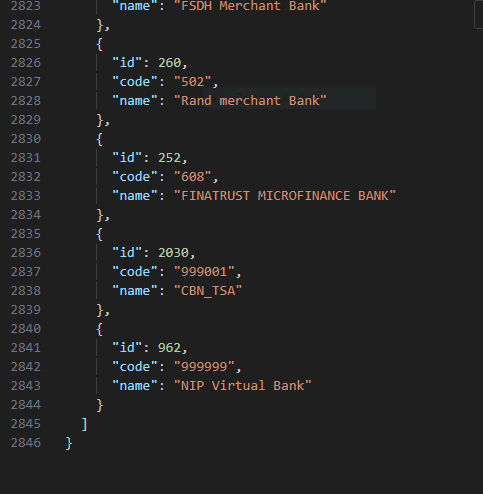 2823 "name": "FSDH Merchant Bank"
2824 },
2825 {
2826 "id": 260,
2827 "code": "502",
2828 "name": "Rand merchant Bank"
2829 },
2830 {
2831 "id": 252,
2832 "code": "608",
2833 "name": "FINATRUST MICROFINANCE BANK"
2834 },
2835 {
2836 "id": 2030,
2837 "code": "999001",
2838 "name": "CBN_TSA"
2839 },
2840 {
2841 "id": 962,
2842 "code": "999999",
2843 "name": "NIP Virtual Bank"
2844 }
2845 ]
2846 }